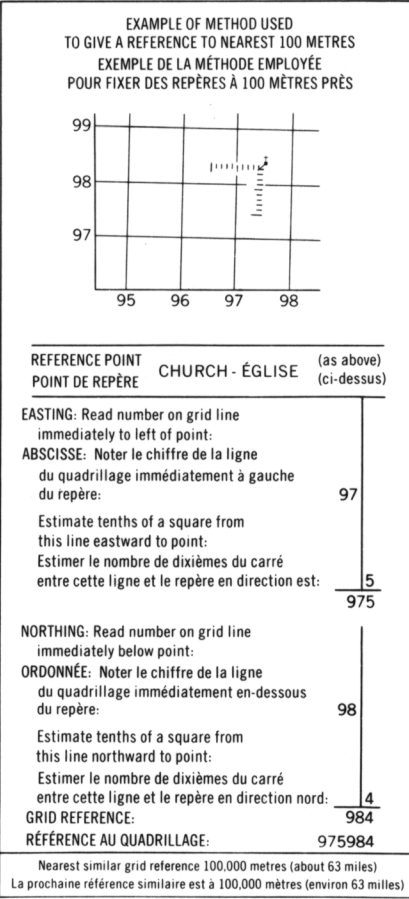 EXAMPLE OF METHOD USED
TO GIVE A REFERENCE TO NEAREST 100 METRES
EXEMPLE DE LA MÉTHODE EMPLOYÉE
POUR FIXER DES REPÈRES À 100 MÈTRES PRÈS
99
98
97
95 96 97 98
REFERENCE POINT
POINT DE REPÈRE
CHURCH - ÉGLISE
(as above)
(ci-dessus)
EASTING: Read number on grid line
immediately to left of point:
ABSCISSE: Noter le chiffre de la ligne
du quadrillage immédiatement à gauche
du repère: 97
Estimate tenths of a square from
this line eastward to point:
Estimer le nombre de dixièmes du carré
entre cette ligne et le repère en direction est: 5
975
NORTHING: Read number on grid line
immediately below point:
ORDONNÉE: Noter le chiffre de la ligne
du quadrillage immédiatement en-dessous
du repère: 98
Estimate tenths of a square from
this line northward to point:
Estimer le nombre de dixièmes du carré
entre cette ligne et le repère en direction nord: 4
GRID REFERENCE: 984
RÉFÉRENCE AU QUADRILLAGE: 975984
Nearest similar grid reference 100,000 metres (about 63 miles)
La prochaine référence similaire est à 100,000 mètres (environ 63 milles)